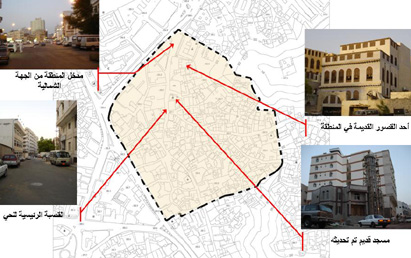 مدخل المنطقة من الجهة
الشمالية
أحد القصور القديمة في المنطقة
القصبة الرئيسية للحي
مسجد قديم تم تحديثه